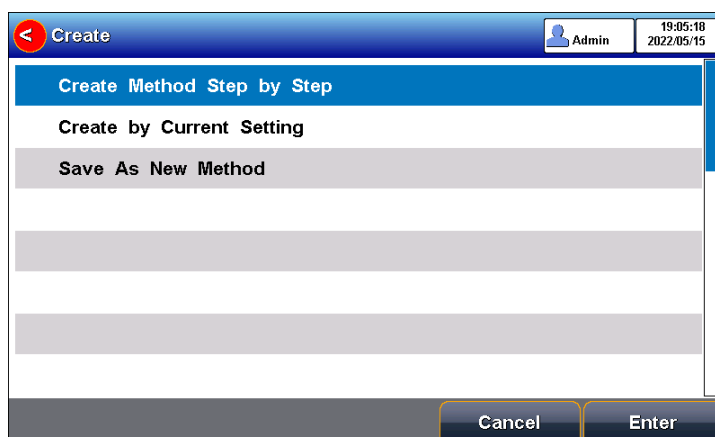 < Create
Admin
19:05:18
2022/05/15
Create Method Step by Step
Create by Current Setting
Save As New Method
Cancel
Enter